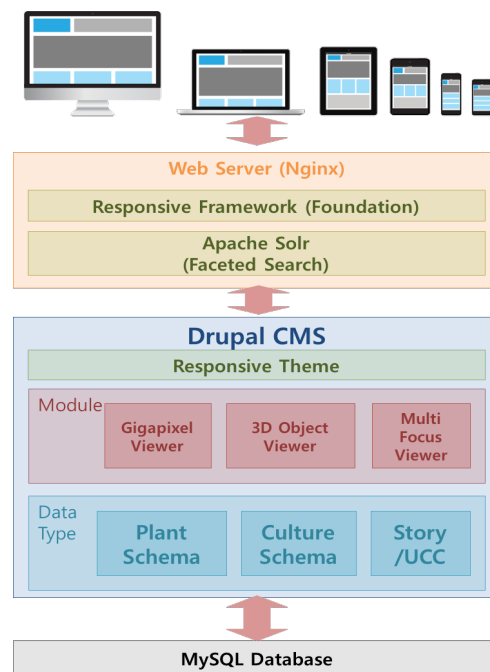 Web Server (Nginx)
Responsive Framework (Foundation)
Apache Solr
(Faceted Search)
Drupal CMS
Responsive Theme
Module
Gigapixel
Viewer
3D Object
Viewer
Multi
Focus
Viewer
Data
Type
Plant
Schema
Culture
Schema
Story
/UCC
MySQL Database